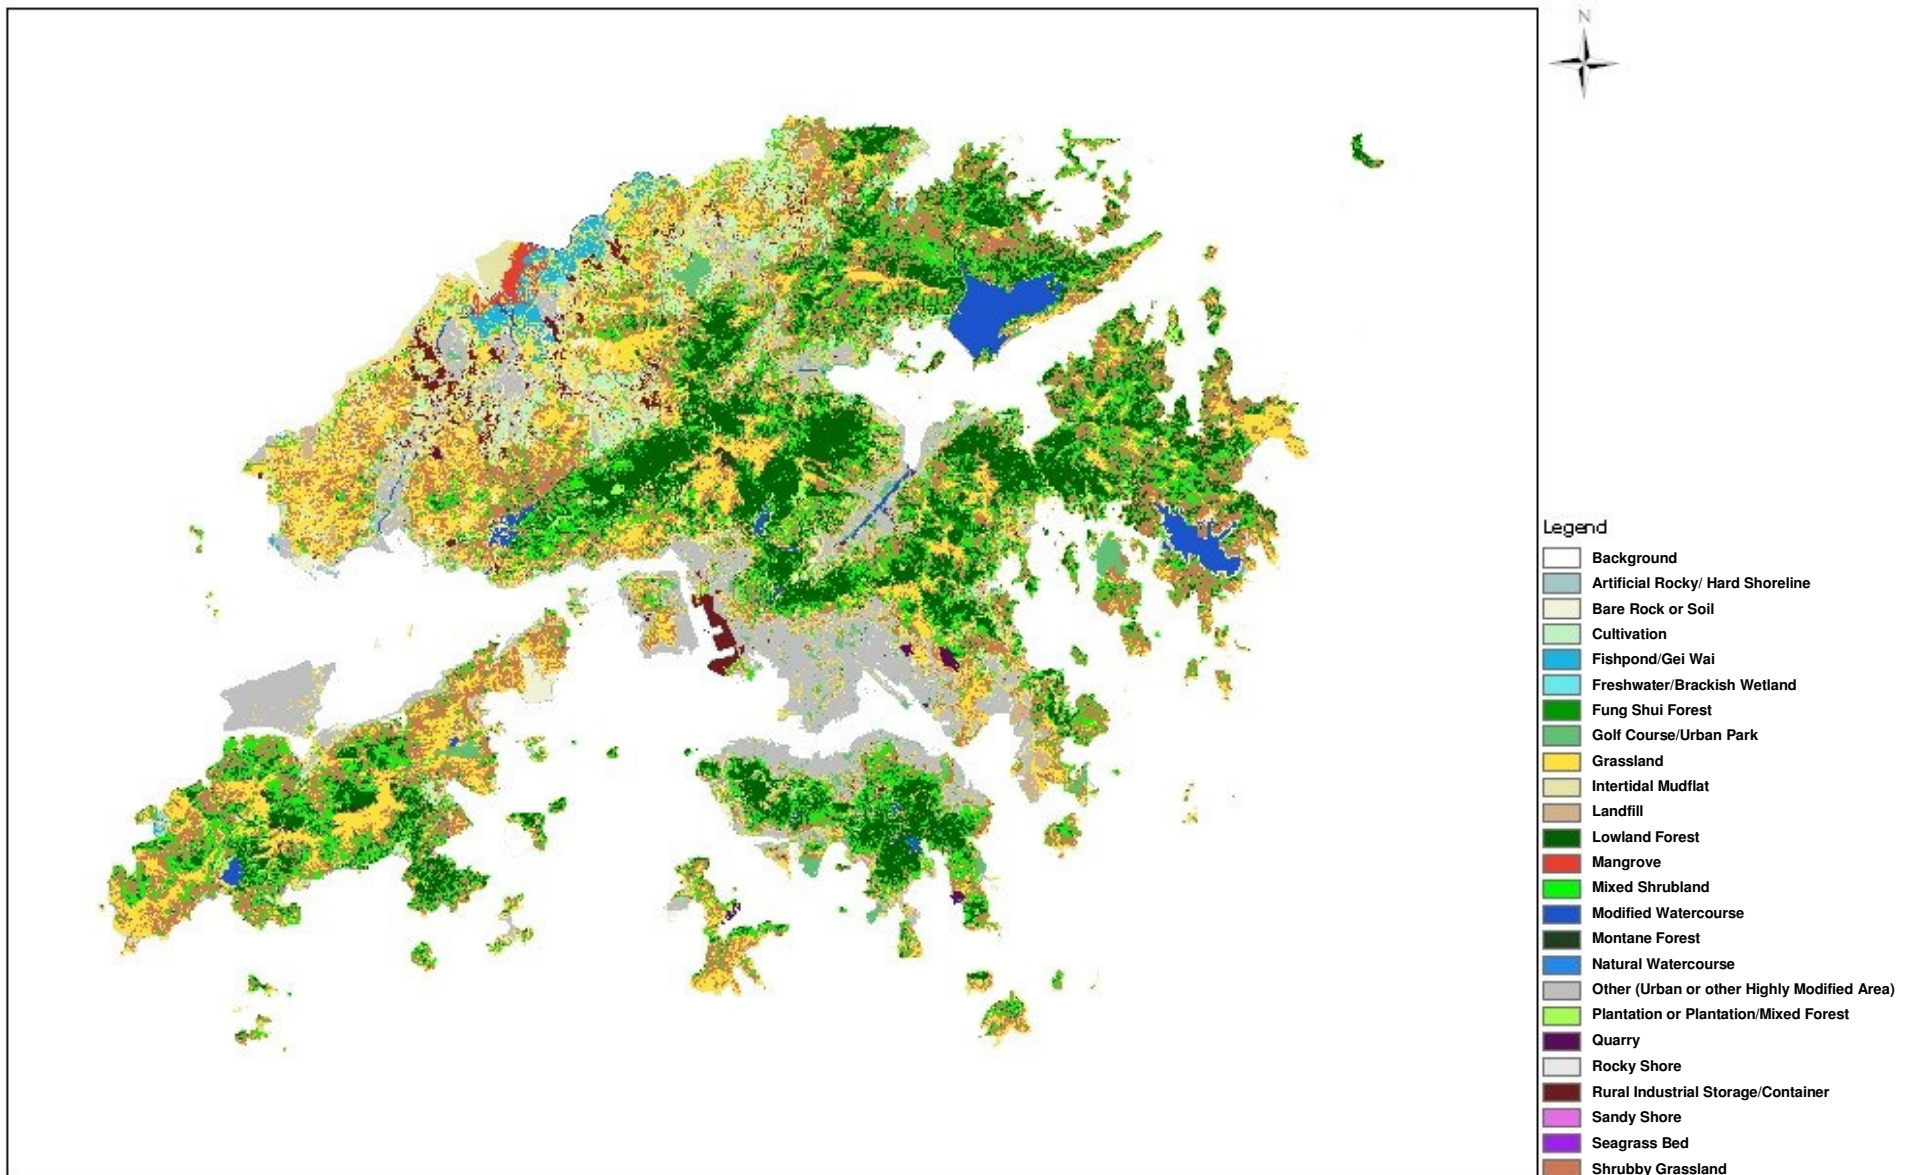 N
Legend
Background
Artificial Rocky/ Hard Shoreline
Bare Rock or Soil
Cultivation
Fishpond/Gei Wai
Freshwater/Brackish Wetland
Fung Shui Forest
Golf Course/Urban Park
Grassland
Intertidal Mudflat
Landfill
Lowland Forest
Mangrove
Mixed Shrubland
Modified Watercourse
Montane Forest
Natural Watercourse
Other (Urban or other Highly Modified Area)
Plantation or Plantation/Mixed Forest
Quarry
Rocky Shore
Rural Industrial Storage/Container
Sandy Shore
Seagrass Bed
Shrubby Grassland